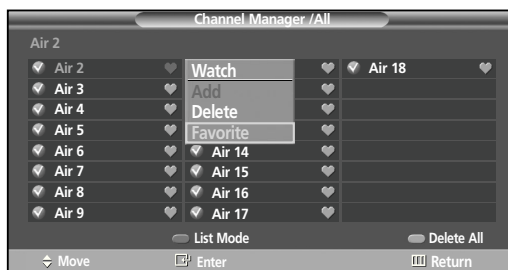 Channel Manager /All
Air 2
Air 2
Air 3
Air 4
Air 5
Air 6
Air 7
Air 8
Air 9
Watch
Add
Delete
Favorite
Air 14
Air 15
Air 16
Air 17
Air 18
List Mode
Delete All
Move
Enter
Return